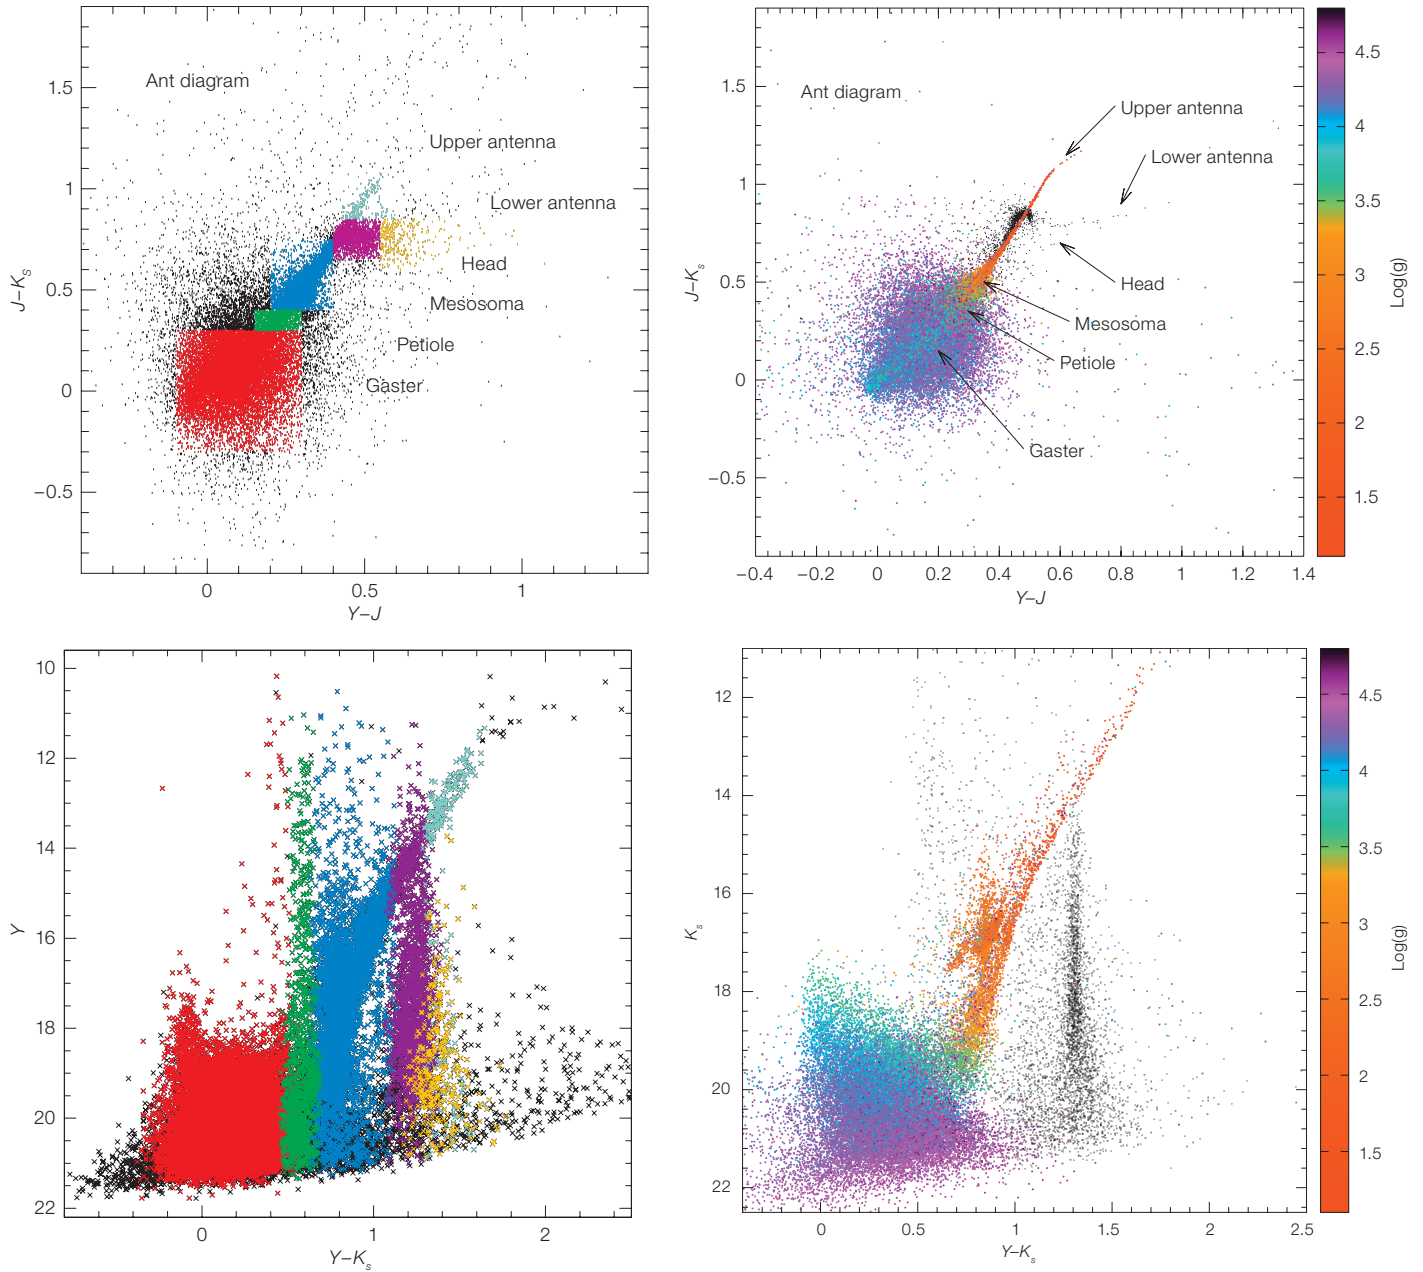 1.5
1
0.5
0
−0.5
J−Ks
Ant diagram
Upper antenna
Lower antenna
Head
Mesosoma
Petiole
Gaster
0
0.5
1
Y−J
1.5
1
0.5
0
−0.5
J−Ks
Ant diagram
Upper antenna
Lower antenna
Head
Mesosoma
Petiole
Gaster
−0.4
−0.2
0
0.2
0.4
0.6
0.8
1
1.2
1.4
Y−J
4.5
4
3.5
3
2.5
2
1.5
Log(g)
10
12
14
16
18
20
22
Y
0
1
2
Y−Ks
12
14
16
18
20
22
Ks
0
0.5
1
1.5
2
2.5
Y−Ks
4.5
4
3.5
3
2.5
2
1.5
Log(g)